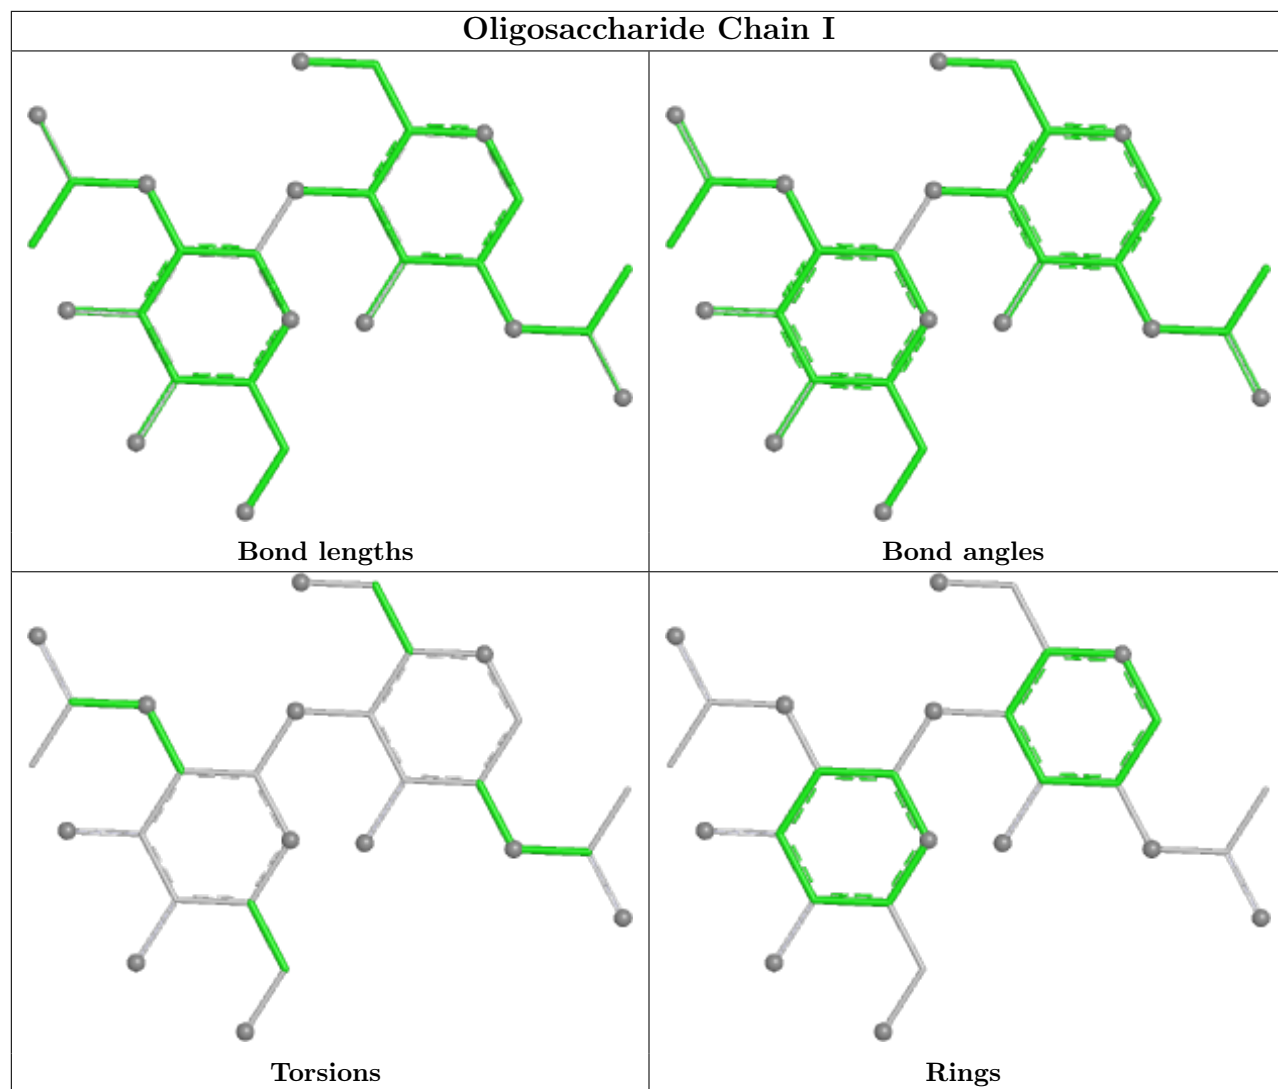 Oligosaccharide Chain I
Bond lengths
Bond angles
Torsions
Rings